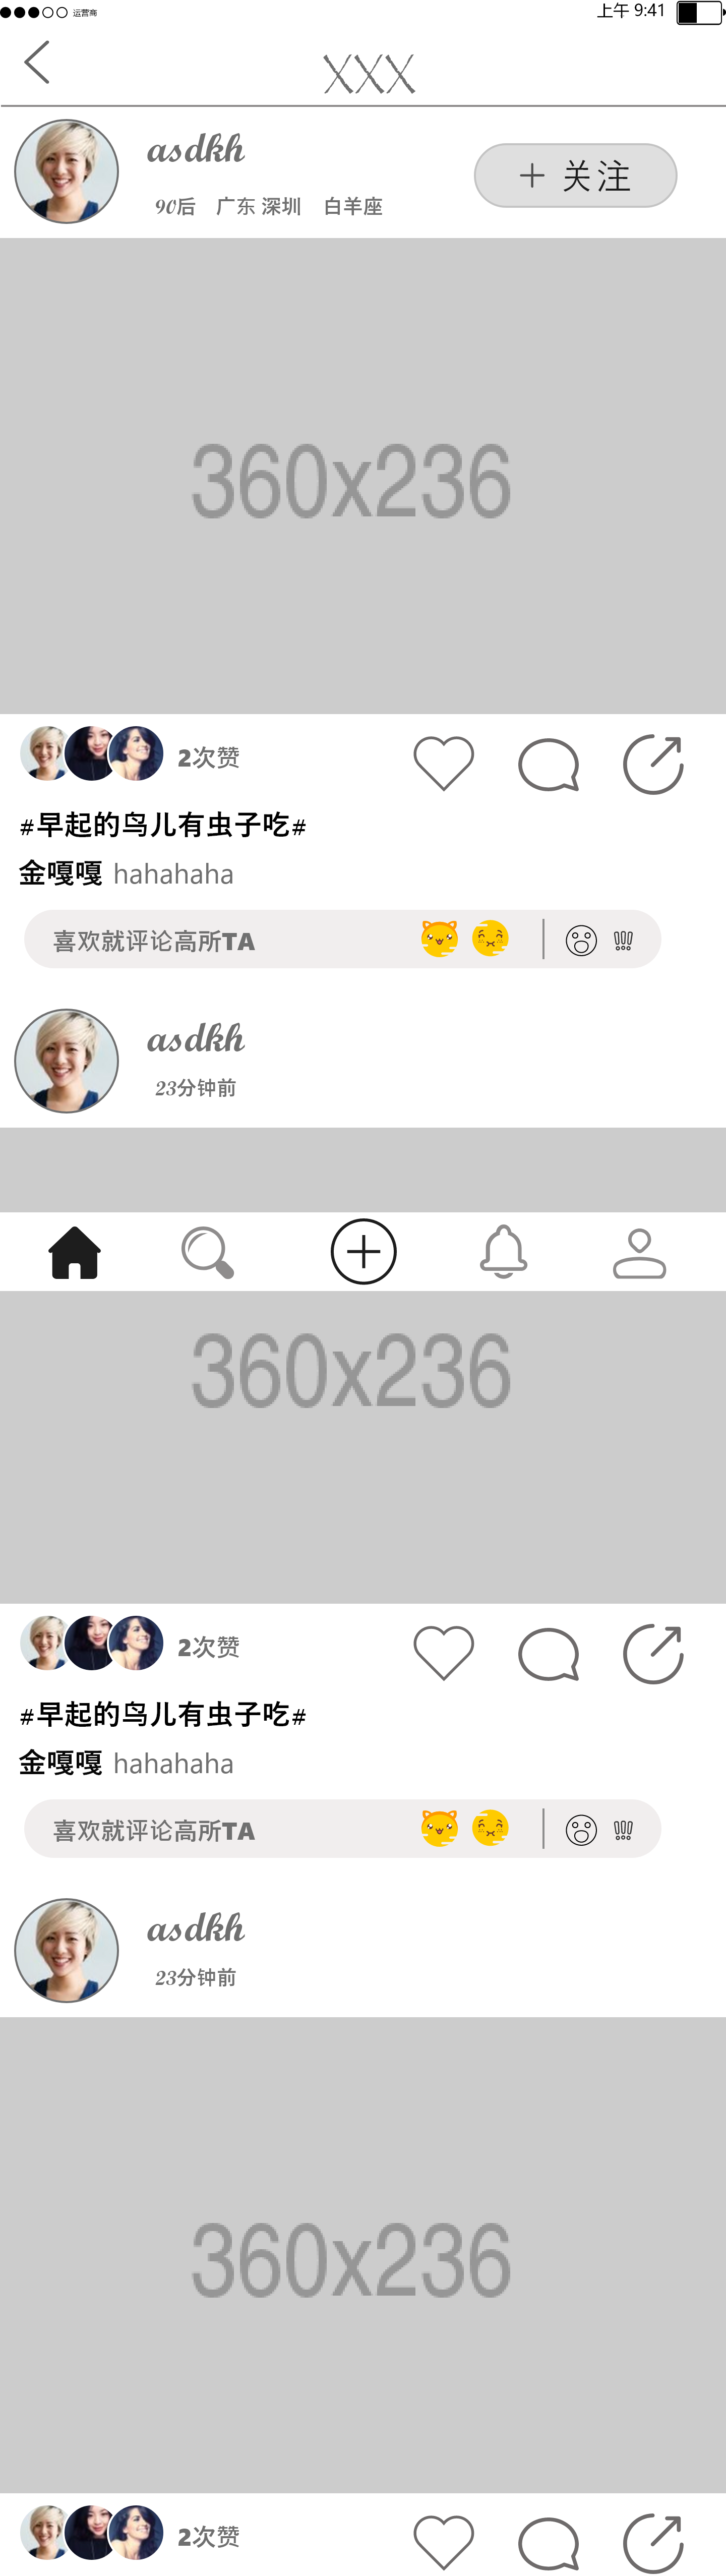 运营商 上午 9:41
XXX
asdkh
90后 广东 深圳 白羊座
+ 关注
360x236
2次赞
#早起的鸟儿有虫子吃#
金嘎嘎 hahahaha
喜欢就评论高所TA
asdkh
23分钟前
360x236
2次赞
#早起的鸟儿有虫子吃#
金嘎嘎 hahahaha
喜欢就评论高所TA
asdkh
23分钟前
360x236
2次赞